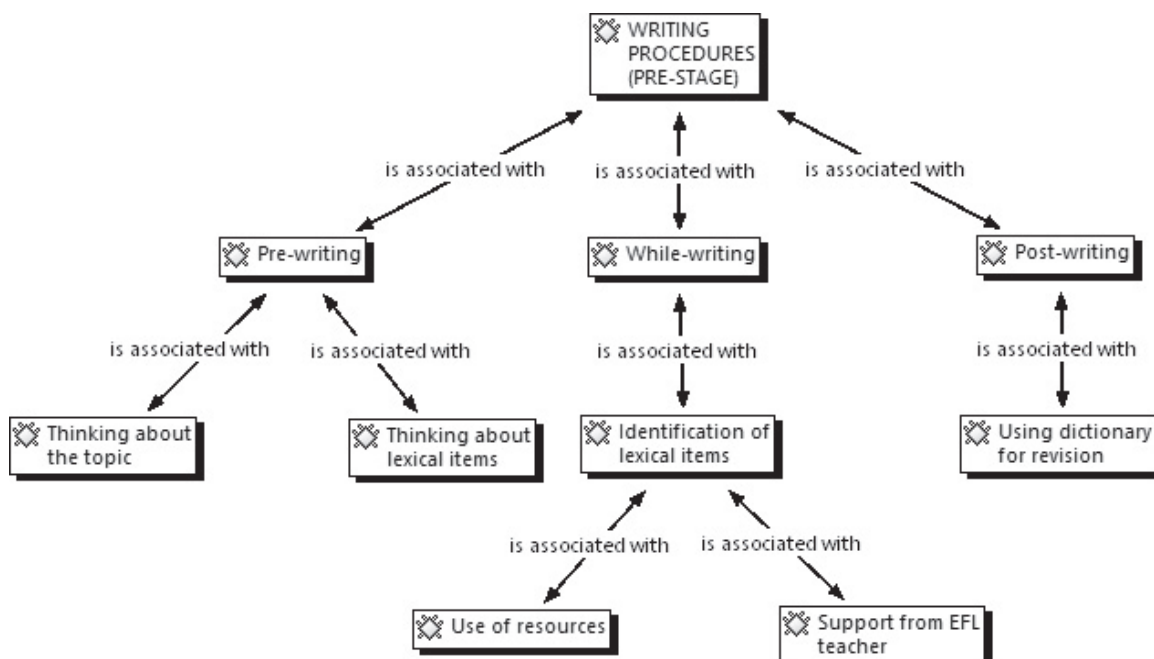 WRITING
PROCEDURES
(PRE-STAGE)
is associated with
is associated with
is associated with
Pre-writing
While-writing
Post-writing
is associated with
is associated with
is associated with
is associated with
Thinking about
the topic
Thinking about
lexical items
Identification of
lexical items
Using dictionary
for revision
is associated with
is associated with
Use of resources
Support from EFL
teacher